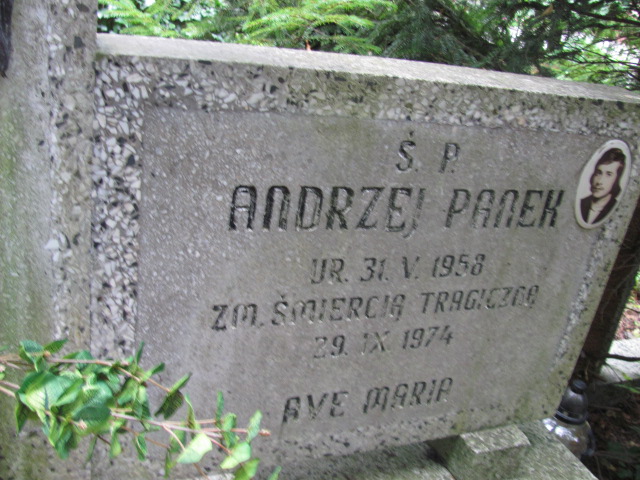 Ś. P.
ANDRZEJ PANEK
UR. 31. V. 1958
ZM. ŚMIERCIĄ TRAGICZNĄ
29. IX. 1974
AVE MARIA